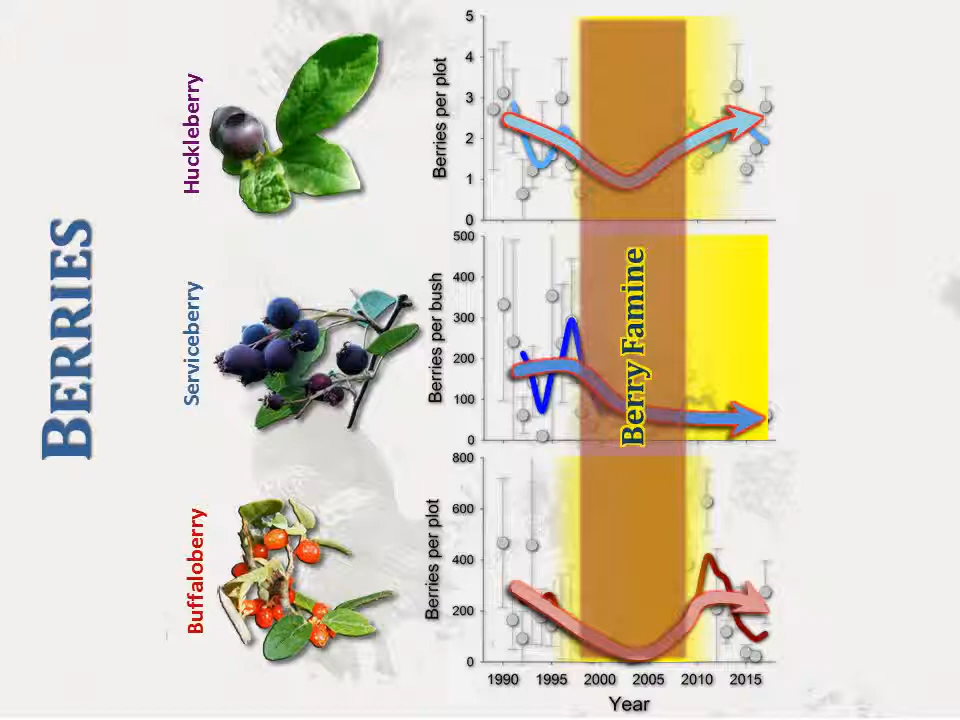 BERRIES
Huckleberry
Berries per plot
5
4
3
2
1
0
Serviceberry
Berries per bush
500
400
300
200
100
0
Berry Famine
Buffaloberry
Berries per plot
800
600
400
200
0
1990 1995 2000 2005 2010 2015
Year